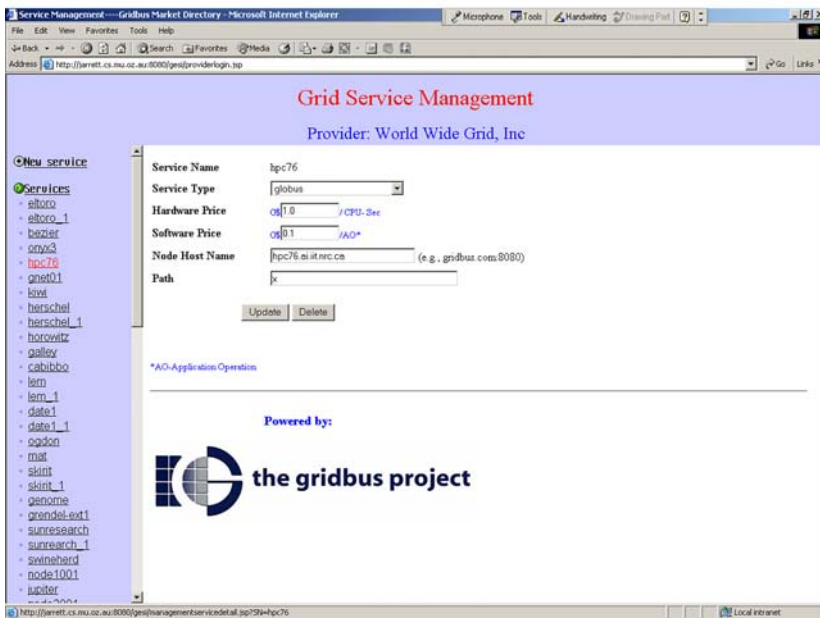 Service Management----Gridbus Market Directory - Microsoft Internet Explorer
Microphone Tools Handwriting Drawing Pad
File Edit View Favorites Tools Help
Back Search Favorites Media
Address http://jarrett.cs.mu.oz.au:8080/gesi/providerlogin.jsp Go Links
Grid Service Management
Provider: World Wide Grid, Inc
New service
Services
eltoro
eltoro_1
bezier
onyx3
hpc76
gnet01
kiwi
herschel
herschel_1
horowitz
galley
cabibbo
lem
lem_1
date1
date1_1
ogdon
mat
skirit
skirit_1
genome
grendel-ext1
sunresearch
sunrearch_1
swineherd
node1001
jupiter
Service Name hpc76
Service Type globus
Hardware Price O$ 1.0 / CPU- Sec
Software Price O$ 0.1 /AO*
Node Host Name hpc76.ai.iit.nrc.ca (e.g., gridbus.com:8080)
Path x
Update Delete
*AO-Application Operation
Powered by:
the gridbus project
http://jarrett.cs.mu.oz.au:8080/gesi/managementservicedetail.jsp?SN=hpc76 Local intranet